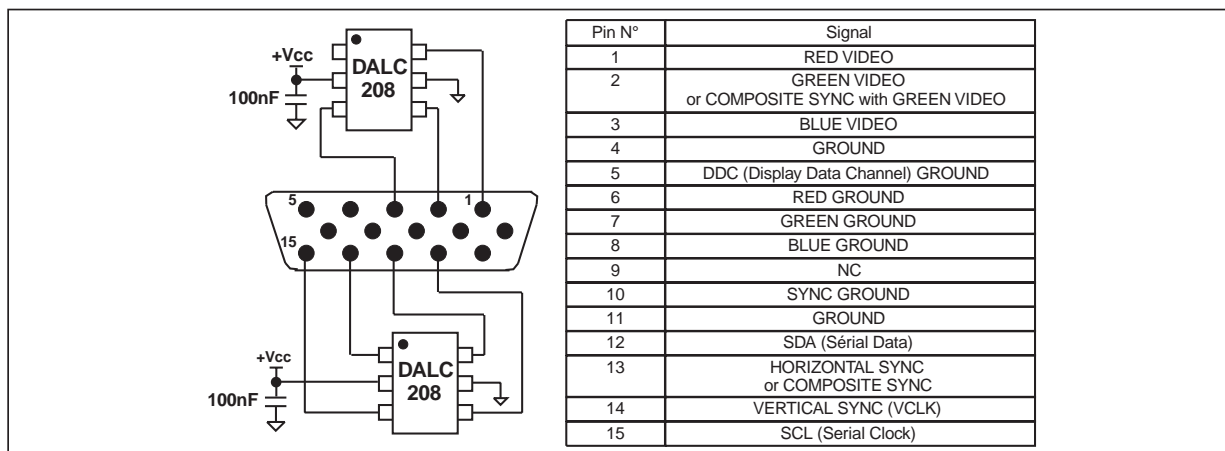 +Vcc
100nF
DALC
208
5
1
15
+Vcc
100nF
DALC
208
Pin N° Signal
1 RED VIDEO
2 GREEN VIDEO
or COMPOSITE SYNC with GREEN VIDEO
3 BLUE VIDEO
4 GROUND
5 DDC (Display Data Channel) GROUND
6 RED GROUND
7 GREEN GROUND
8 BLUE GROUND
9 NC
10 SYNC GROUND
11 GROUND
12 SDA (Sérial Data)
13 HORIZONTAL SYNC
or COMPOSITE SYNC
14 VERTICAL SYNC (VCLK)
15 SCL (Serial Clock)